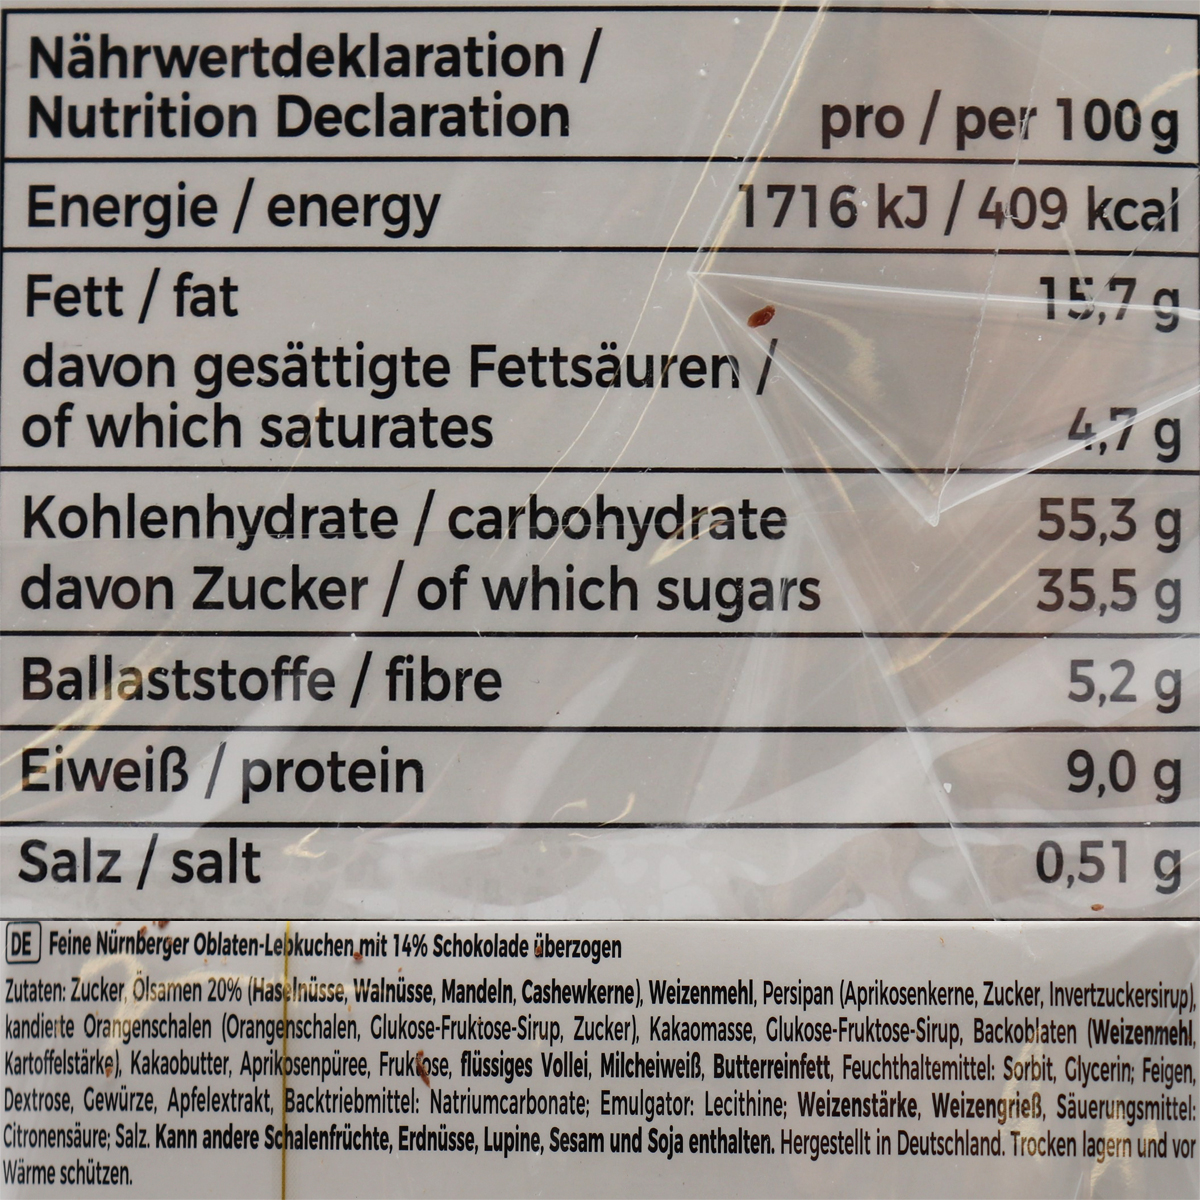 Nährwertdeklaration /
Nutrition Declaration pro / per 100 g
Energie / energy 1716 kJ / 409 kcal
Fett / fat 15,7 g
davon gesättigte Fettsäuren /
of which saturates 4,7 g
Kohlenhydrate / carbohydrate 55,3 g
davon Zucker / of which sugars 35,5 g
Ballaststoffe / fibre 5,2 g
Eiweiß / protein 9,0 g
Salz / salt 0,51 g
DE Feine Nürnberger Oblaten-Lebkuchen mit 14% Schokolade überzogen
Zutaten: Zucker, Ölsamen 20% (Haselnüsse, Walnüsse, Mandeln, Cashewkerne), Weizenmehl, Persipan (Aprikosenkerne, Zucker, Invertzuckersirup),
kandierte Orangenschalen (Orangenschalen, Glukose-Fruktose-Sirup, Zucker), Kakaomasse, Glukose-Fruktose-Sirup, Backoblaten (Weizenmehl,
Kartoffelstärke), Kakaobutter, Aprikosenpüree, Fruktose, flüssiges Vollei, Milcheiweiß, Butterreinfett, Feuchthaltemittel: Sorbit, Glycerin; Feigen,
Dextrose, Gewürze, Apfelextrakt, Backtriebmittel: Natriumcarbonate; Emulgator: Lecithine; Weizenstärke, Weizengrieß, Säuerungsmittel:
Citronensäure; Salz. Kann andere Schalenfrüchte, Erdnüsse, Lupine, Sesam und Soja enthalten. Hergestellt in Deutschland. Trocken lagern und vor
Wärme schützen.